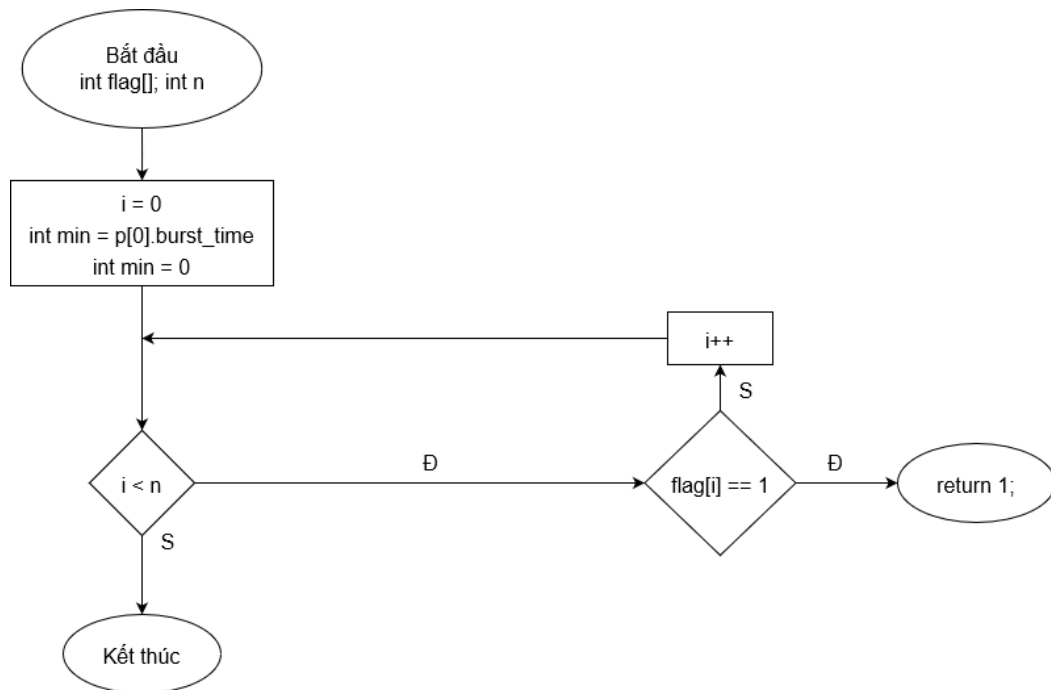 Bắt đầu
int flag[]; int n
i = 0
int min = p[0].burst_time
int min = 0
i++
S
i < n
Đ
flag[i] == 1
Đ
return 1;
S
Kết thúc